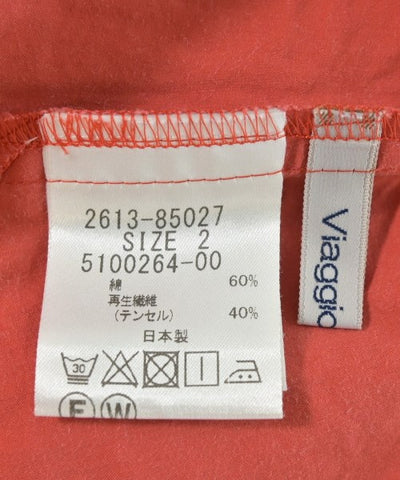 2613-85027
SIZE 2
5100264-00
綿 60%
再生繊維
(テンセル) 40%
日本製
30
F W
Viaggio